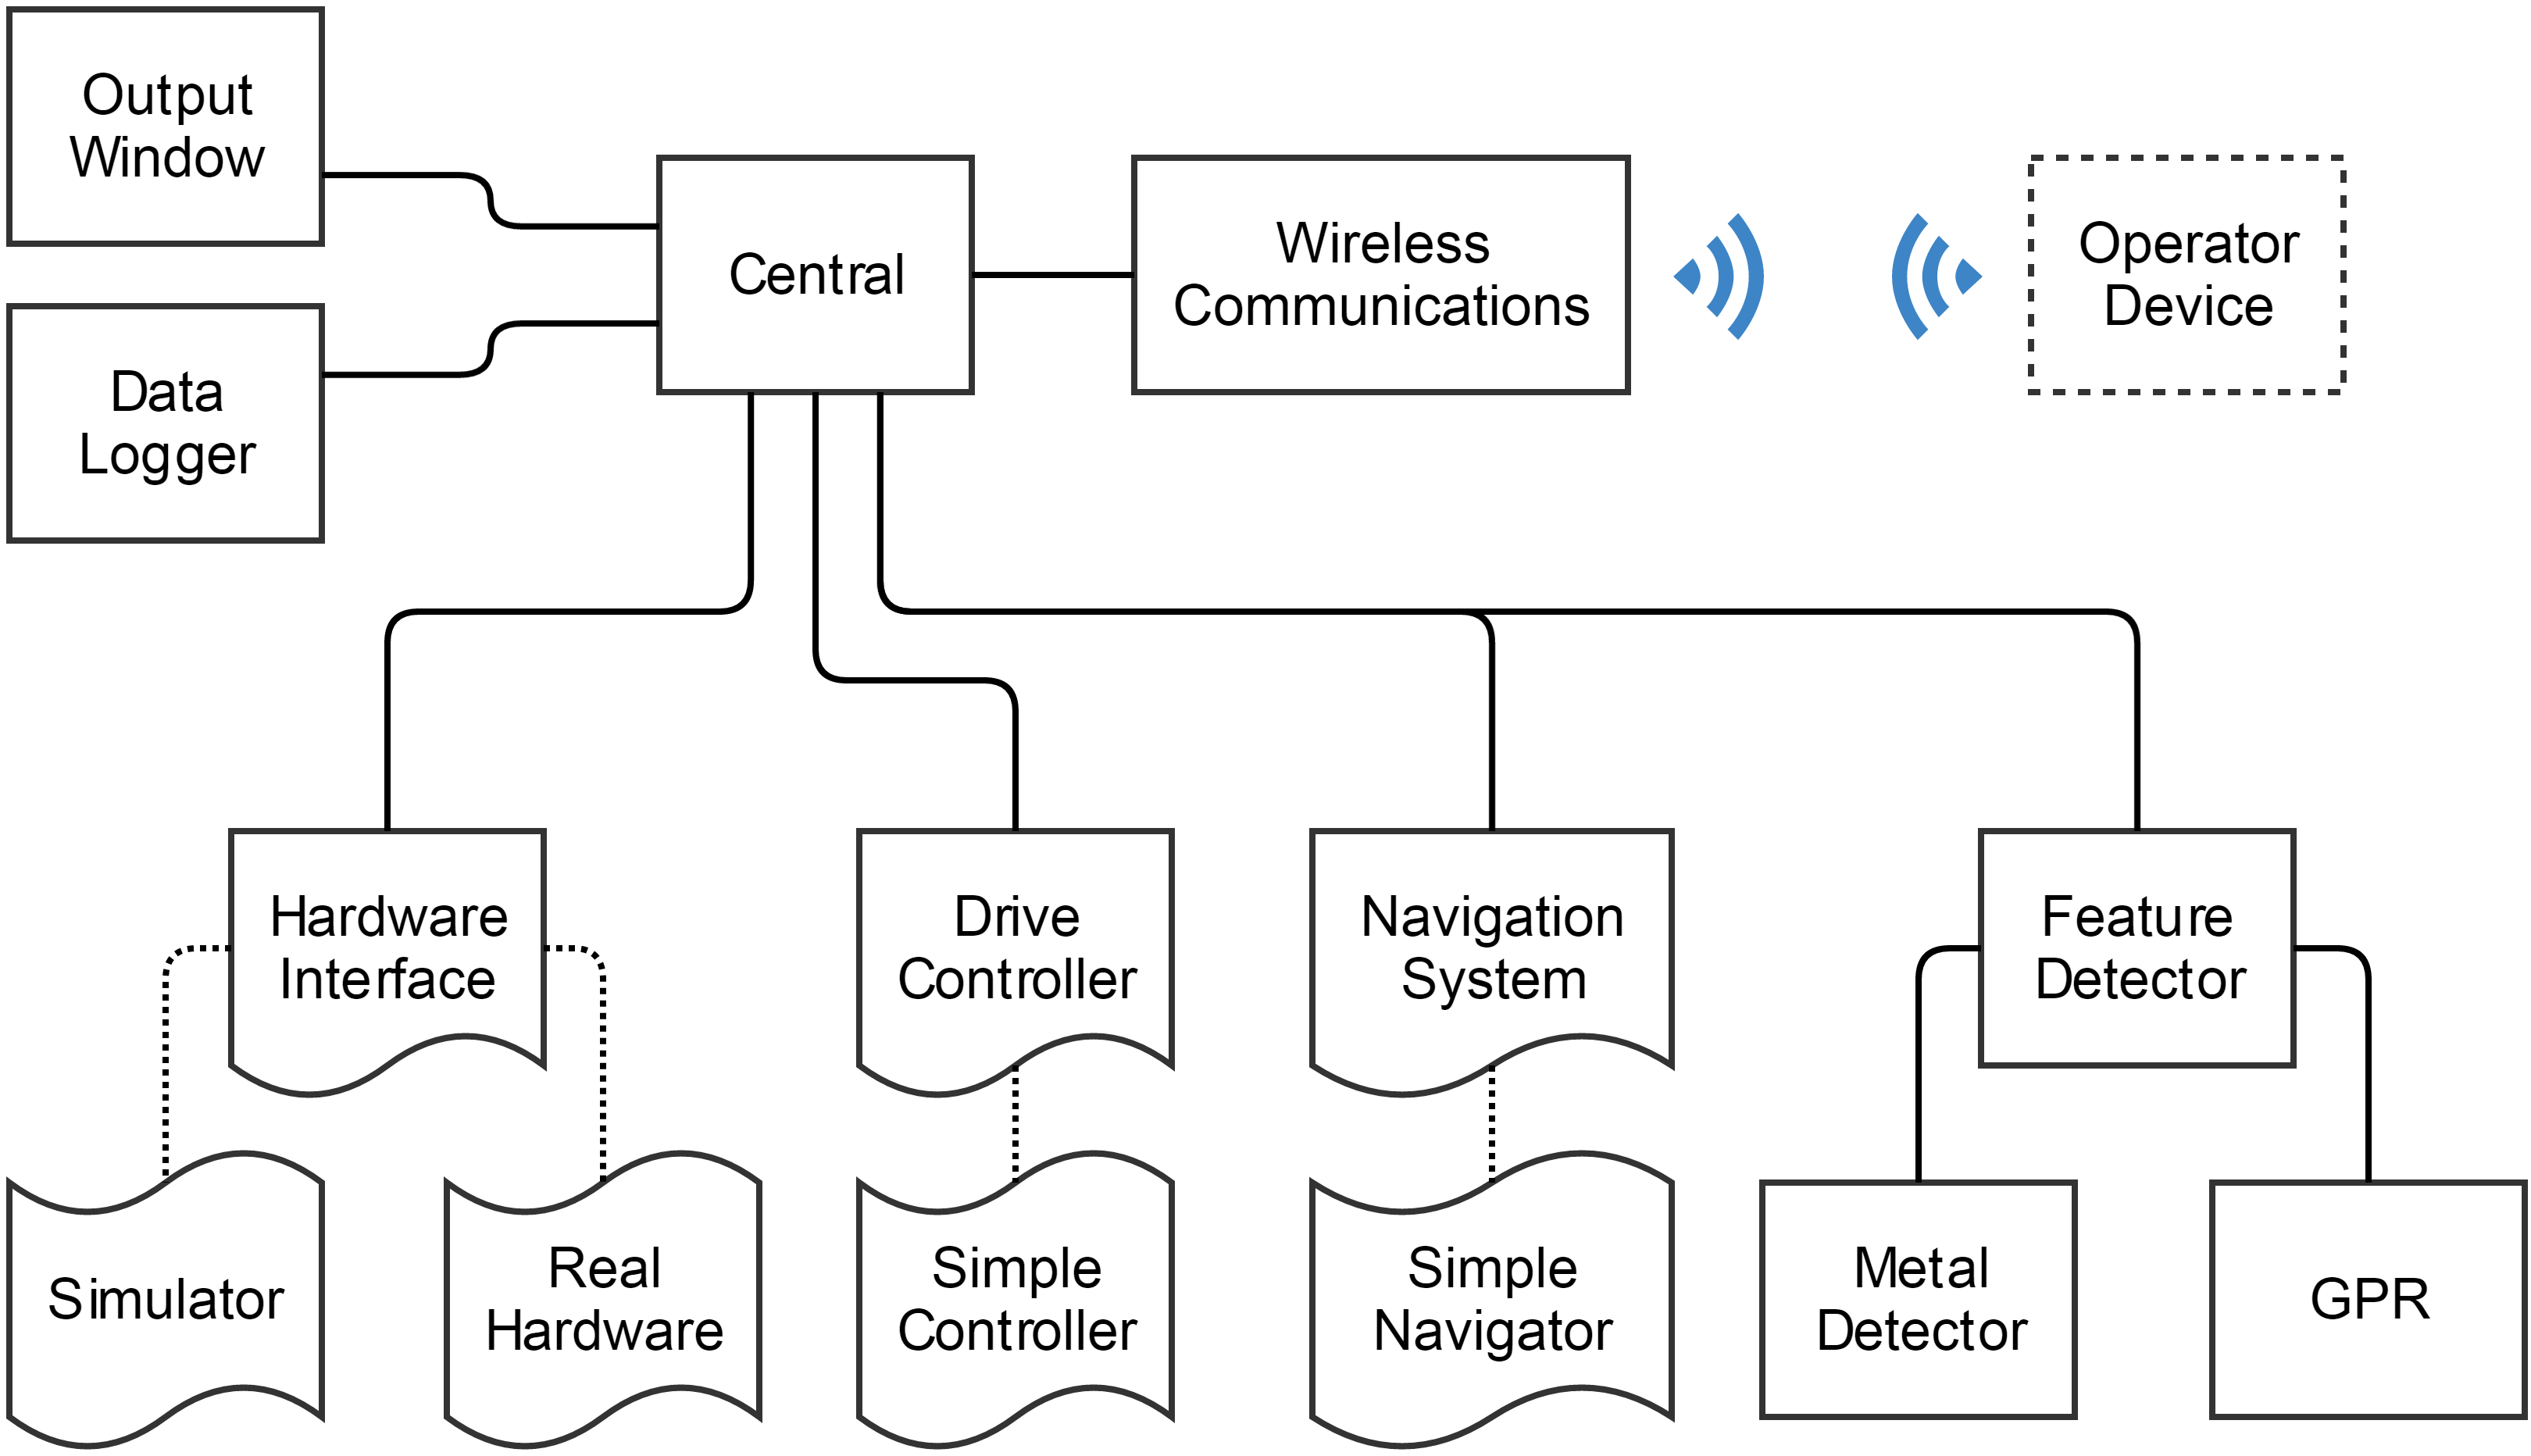 Output
Window
Data
Logger
Central
Wireless
Communications
Operator
Device
Hardware
Interface
Drive
Controller
Navigation
System
Feature
Detector
Simulator
Real
Hardware
Simple
Controller
Simple
Navigator
Metal
Detector
GPR